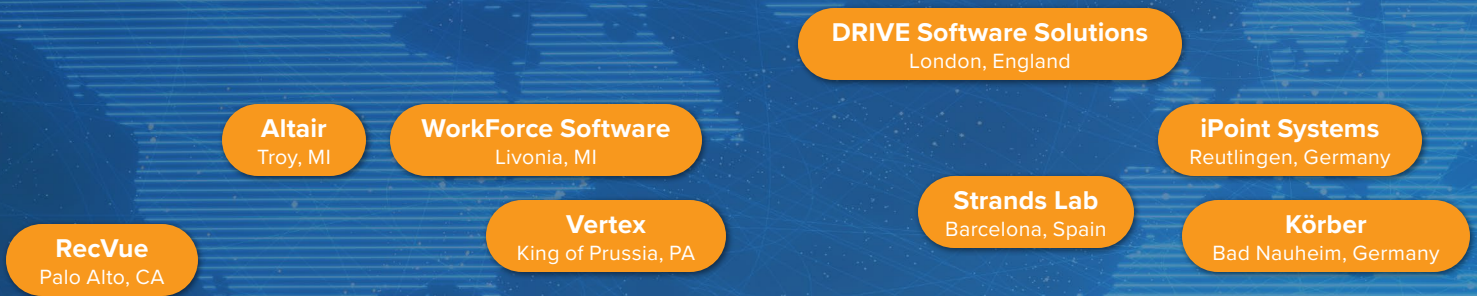 DRIVE Software Solutions
London, England
Altair
Troy, MI
WorkForce Software
Livonia, MI
iPoint Systems
Reutlingen, Germany
Strands Lab
Barcelona, Spain
Vertex
King of Prussia, PA
Körber
Bad Nauheim, Germany
RecVue
Palo Alto, CA